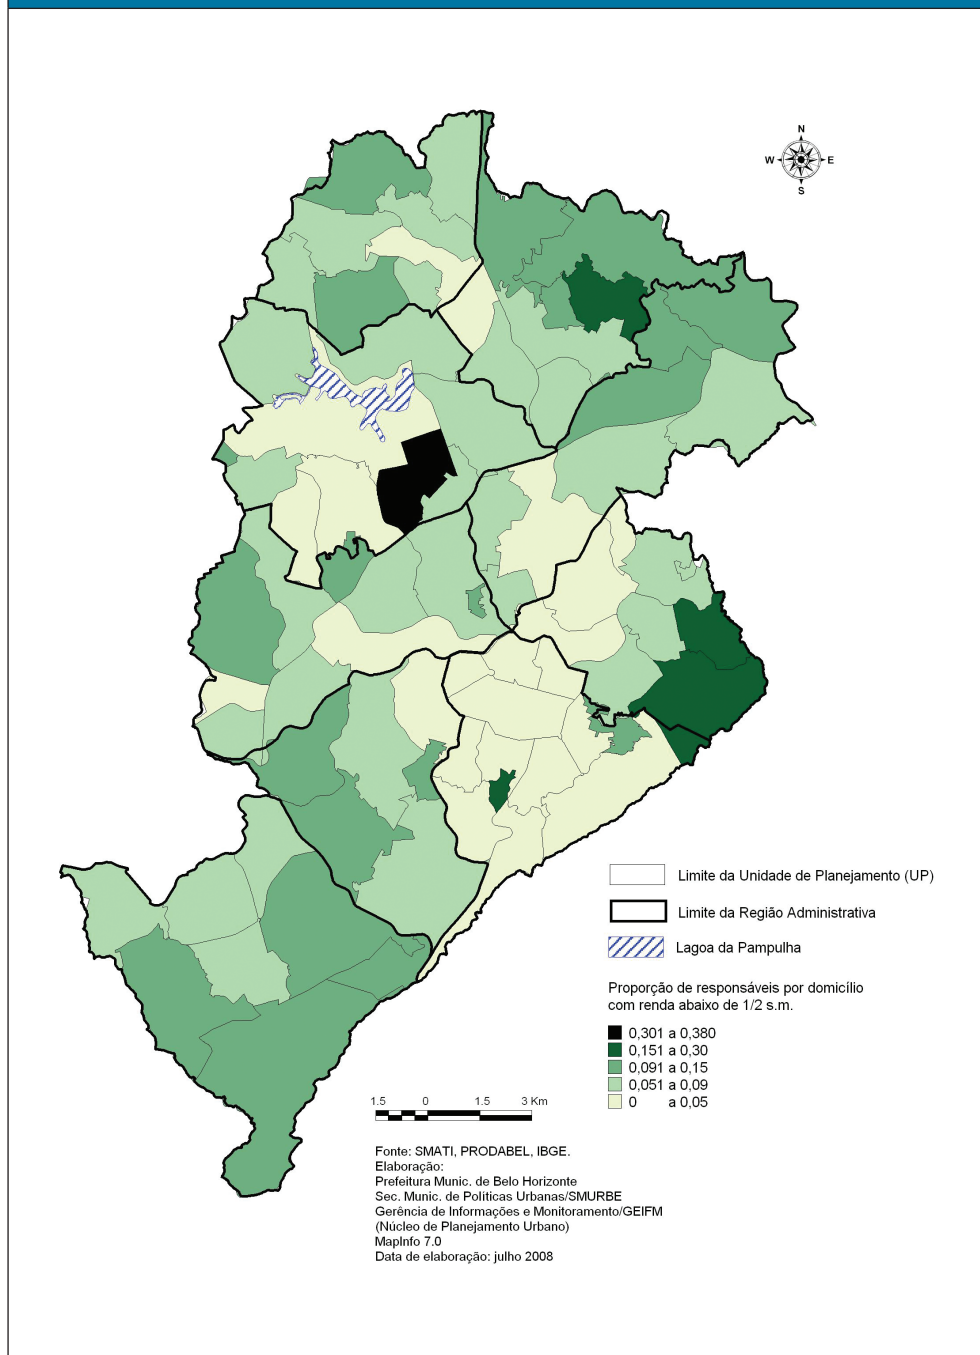 N
W
E
S
Limite da Unidade de Planejamento (UP)
Limite da Região Administrativa
Lagoa da Pampulha
Proporção de responsáveis por domicílio
com renda abaixo de 1/2 s.m.
0,301 a 0,380
0,151 a 0,30
0,091 a 0,15
0,051 a 0,09
0 a 0,05
1.5 0 1.5 3 Km
Fonte: SMATI, PRODABEL, IBGE.
Elaboração:
Prefeitura Munic. de Belo Horizonte
Sec. Munic. de Políticas Urbanas/SMURBE
Gerência de Informações e Monitoramento/GEIFM
(Núcleo de Planejamento Urbano)
MapInfo 7.0
Data de elaboração: julho 2008